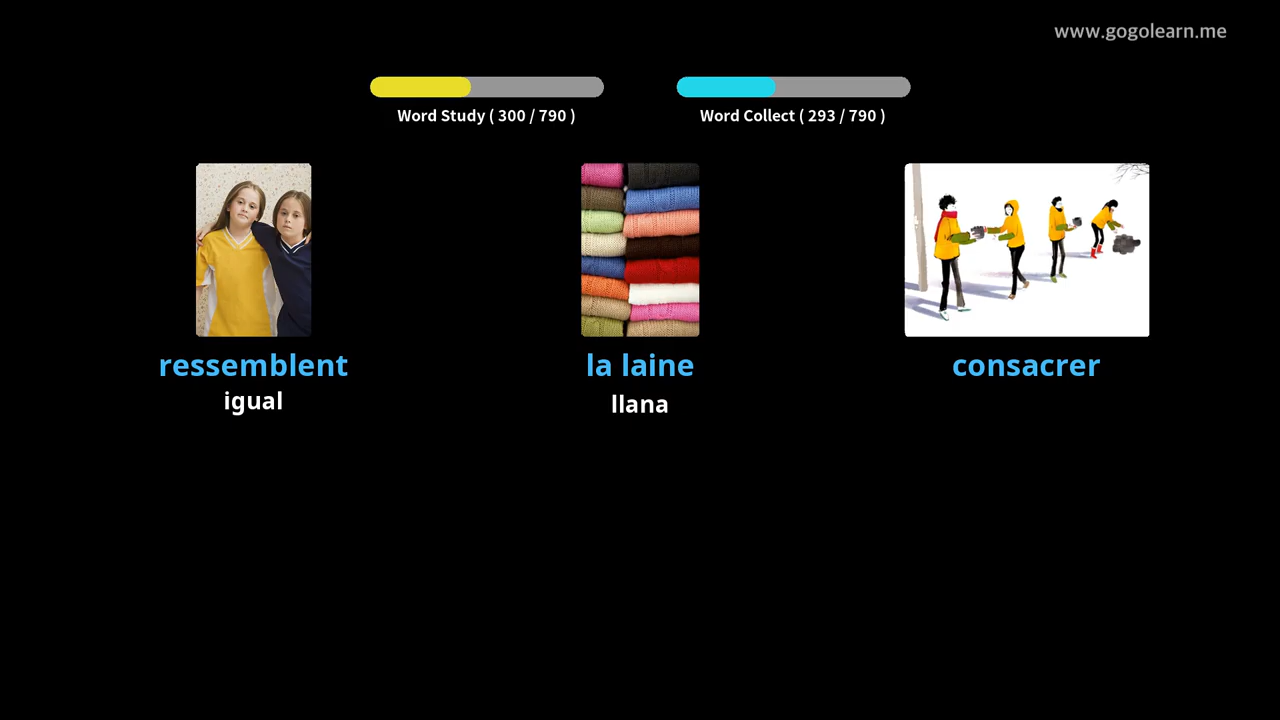 www.gogolearn.me
Word Study ( 300 / 790 )
Word Collect ( 293 / 790 )
ressemblent
igual
la laine
llana
consacrer